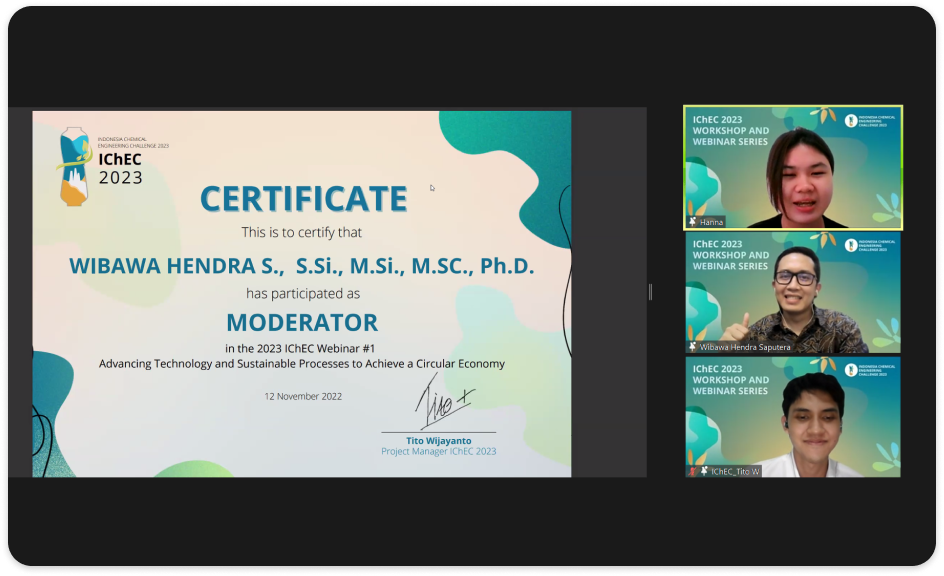 INDONESIA CHEMICAL
ENGINEERING CHALLENGE 2023
IChEC
2023
CERTIFICATE
This is to certify that
WIBAWA HENDRA S., S.Si., M.Si., M.SC., Ph.D.
has participated as
MODERATOR
in the 2023 IChEC Webinar #1
Advancing Technology and Sustainable Processes to Achieve a Circular Economy
12 November 2022
Tito Wijayanto
Project Manager IChEC 2023
IChEC 2023
WORKSHOP AND
WEBINAR SERIES
INDONESIA CHEMICAL
ENGINEERING
CHALLENGE 2023
Hanna
IChEC 2023
WORKSHOP AND
WEBINAR SERIES
INDONESIA CHEMICAL
ENGINEERING
CHALLENGE 2023
Wibawa Hendra Saputera
IChEC 2023
WORKSHOP AND
WEBINAR SERIES
INDONESIA CHEMICAL
ENGINEERING
CHALLENGE 2023
IChEC_Tito W